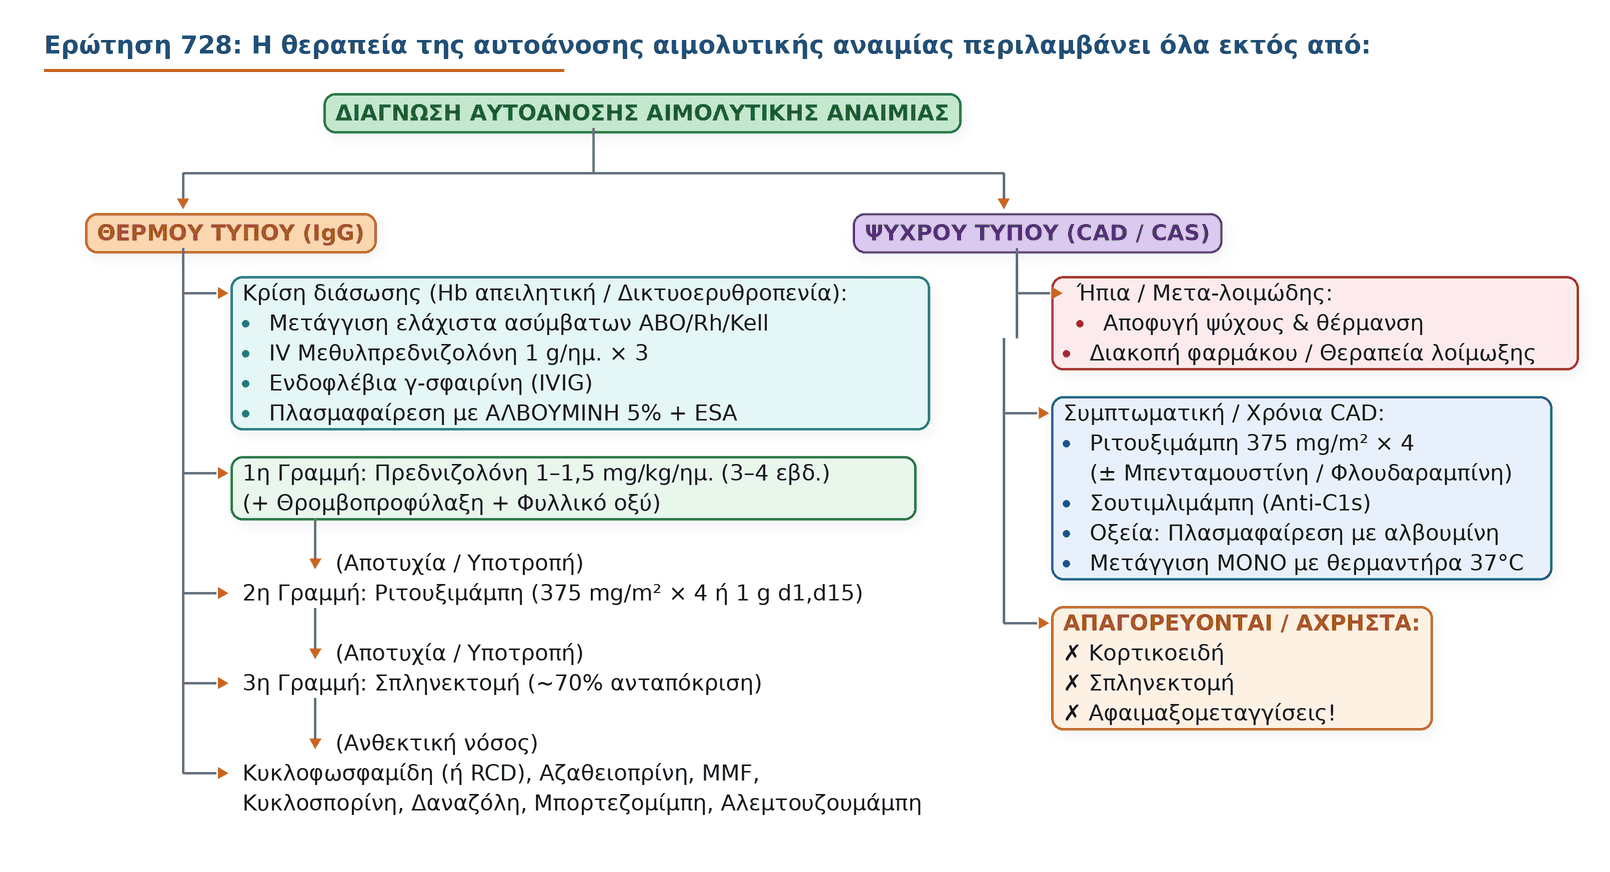 Ερώτηση 728: Η θεραπεία της αυτοάνοσης αιμολυτικής αναιμίας περιλαμβάνει όλα εκτός από:
ΔΙΑΓΝΩΣΗ ΑΥΤΟΑΝΟΣΗΣ ΑΙΜΟΛΥΤΙΚΗΣ ΑΝΑΙΜΙΑΣ
ΘΕΡΜΟΥ ΤΥΠΟΥ (IgG)
Κρίση διάσωσης (Hb απειλητική / Δικτυοερυθροπενία):
• Μετάγγιση ελάχιστα ασύμβατων ABO/Rh/Kell
• IV Μεθυλπρεδνιζολόνη 1 g/ημ. × 3
• Ενδοφλέβια γ-σφαιρίνη (IVIG)
• Πλασμαφαίρεση με ΑΛΒΟΥΜΙΝΗ 5% + ESA
1η Γραμμή: Πρεδνιζολόνη 1–1,5 mg/kg/ημ. (3–4 εβδ.)
(+ Θρομβοπροφύλαξη + Φυλλικό οξύ)
(Αποτυχία / Υποτροπή)
2η Γραμμή: Ριτουξιμάμπη (375 mg/m² × 4 ή 1 g d1,d15)
(Αποτυχία / Υποτροπή)
3η Γραμμή: Σπληνεκτομή (~70% ανταπόκριση)
(Ανθεκτική νόσος)
Κυκλοφωσφαμίδη (ή RCD), Αζαθειοπρίνη, MMF,
Κυκλοσπορίνη, Δαναζόλη, Μπορτεζομίμπη, Αλεμτουζουμάμπη
ΨΥΧΡΟΥ ΤΥΠΟΥ (CAD / CAS)
Ήπια / Μετα-λοιμώδης:
• Αποφυγή ψύχους & θέρμανση
• Διακοπή φαρμάκου / Θεραπεία λοίμωξης
Συμπτωματική / Χρόνια CAD:
• Ριτουξιμάμπη 375 mg/m² × 4
(± Μπενταμουστίνη / Φλουδαραμπίνη)
• Σουτιμλιμάμπη (Anti-C1s)
• Οξεία: Πλασμαφαίρεση με αλβουμίνη
• Μετάγγιση ΜΟΝΟ με θερμαντήρα 37°C
ΑΠΑΓΟΡΕΥΟΝΤΑΙ / ΑΧΡΗΣΤΑ:
✗ Κορτικοειδή
✗ Σπληνεκτομή
✗ Αφαιμαξομεταγγίσεις!